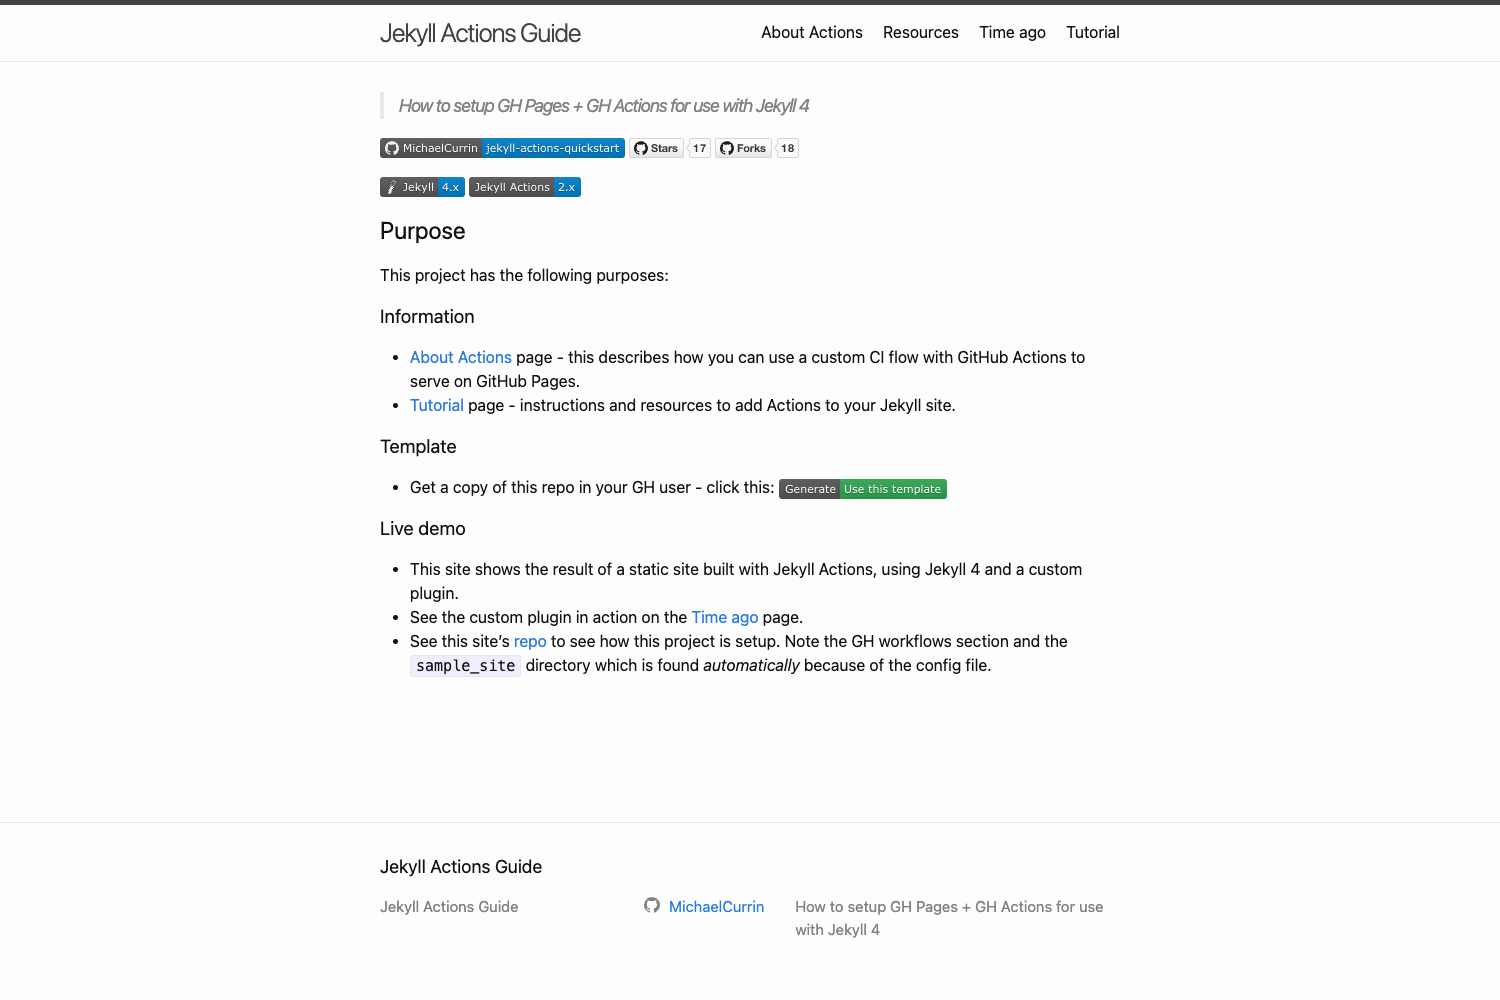 Jekyll Actions Guide
About Actions Resources Time ago Tutorial
How to setup GH Pages + GH Actions for use with Jekyll 4
MichaelCurrin jekyll-actions-quickstart Stars 17 Forks 18
Jekyll 4.x Jekyll Actions 2.x
Purpose
This project has the following purposes:
Information
• About Actions page - this describes how you can use a custom CI flow with GitHub Actions to
serve on GitHub Pages.
• Tutorial page - instructions and resources to add Actions to your Jekyll site.
Template
• Get a copy of this repo in your GH user - click this: Generate Use this template
Live demo
• This site shows the result of a static site built with Jekyll Actions, using Jekyll 4 and a custom
plugin.
• See the custom plugin in action on the Time ago page.
• See this site’s repo to see how this project is setup. Note the GH workflows section and the
sample_site directory which is found automatically because of the config file.
Jekyll Actions Guide
Jekyll Actions Guide
MichaelCurrin
How to setup GH Pages + GH Actions for use
with Jekyll 4